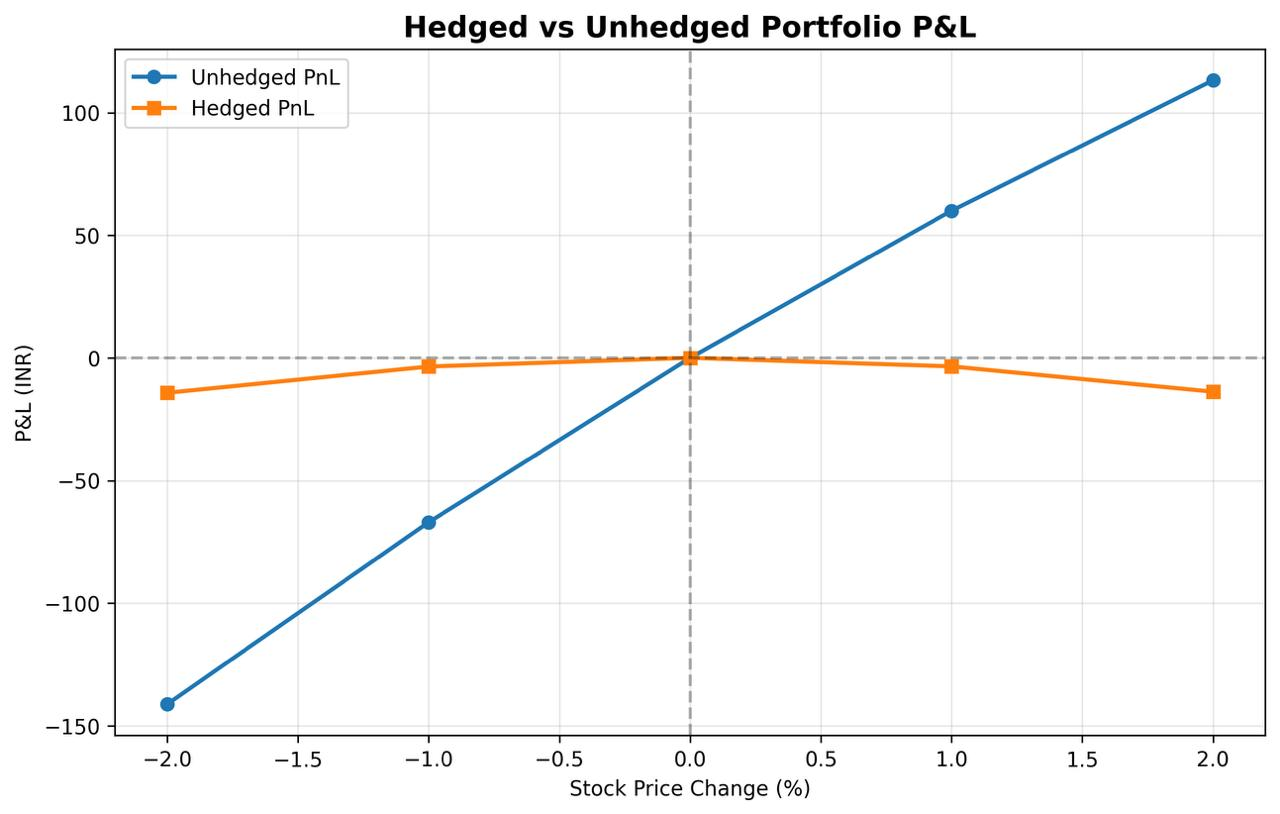 Hedged vs Unhedged Portfolio P&L
Unhedged PnL
Hedged PnL
100
50
0
−50
−100
−150
P&L (INR)
−2.0 −1.5 −1.0 −0.5 0.0 0.5 1.0 1.5 2.0
Stock Price Change (%)